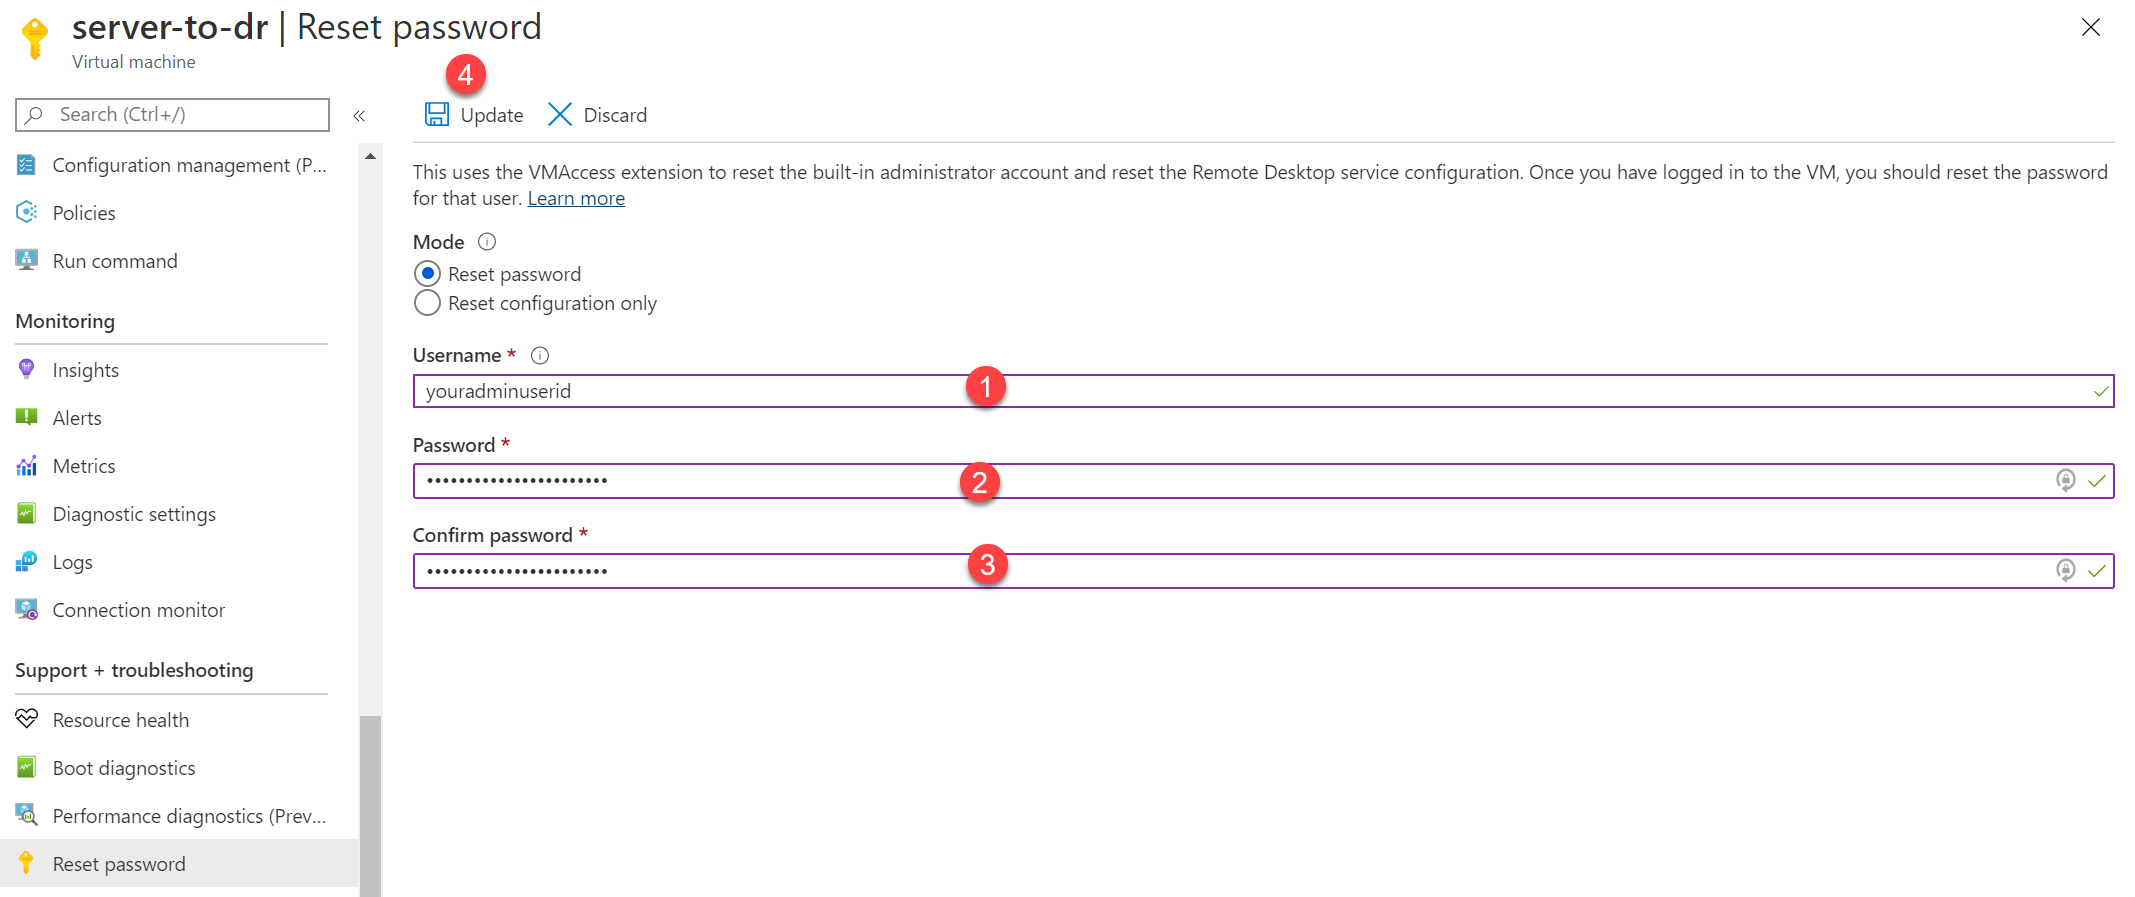 server-to-dr | Reset password
Virtual machine
4
Search (Ctrl+/)
«
Update
Discard
Configuration management (P...
Policies
Run command
Monitoring
Insights
Alerts
Metrics
Diagnostic settings
Logs
Connection monitor
Support + troubleshooting
Resource health
Boot diagnostics
Performance diagnostics (Prev...
Reset password
This uses the VMAccess extension to reset the built-in administrator account and reset the Remote Desktop service configuration. Once you have logged in to the VM, you should reset the password
for that user. Learn more
Mode
Reset password
Reset configuration only
Username *
youradminuserid
1
Password *
•••••••••••••••••••••••
2
Confirm password *
•••••••••••••••••••••••
3